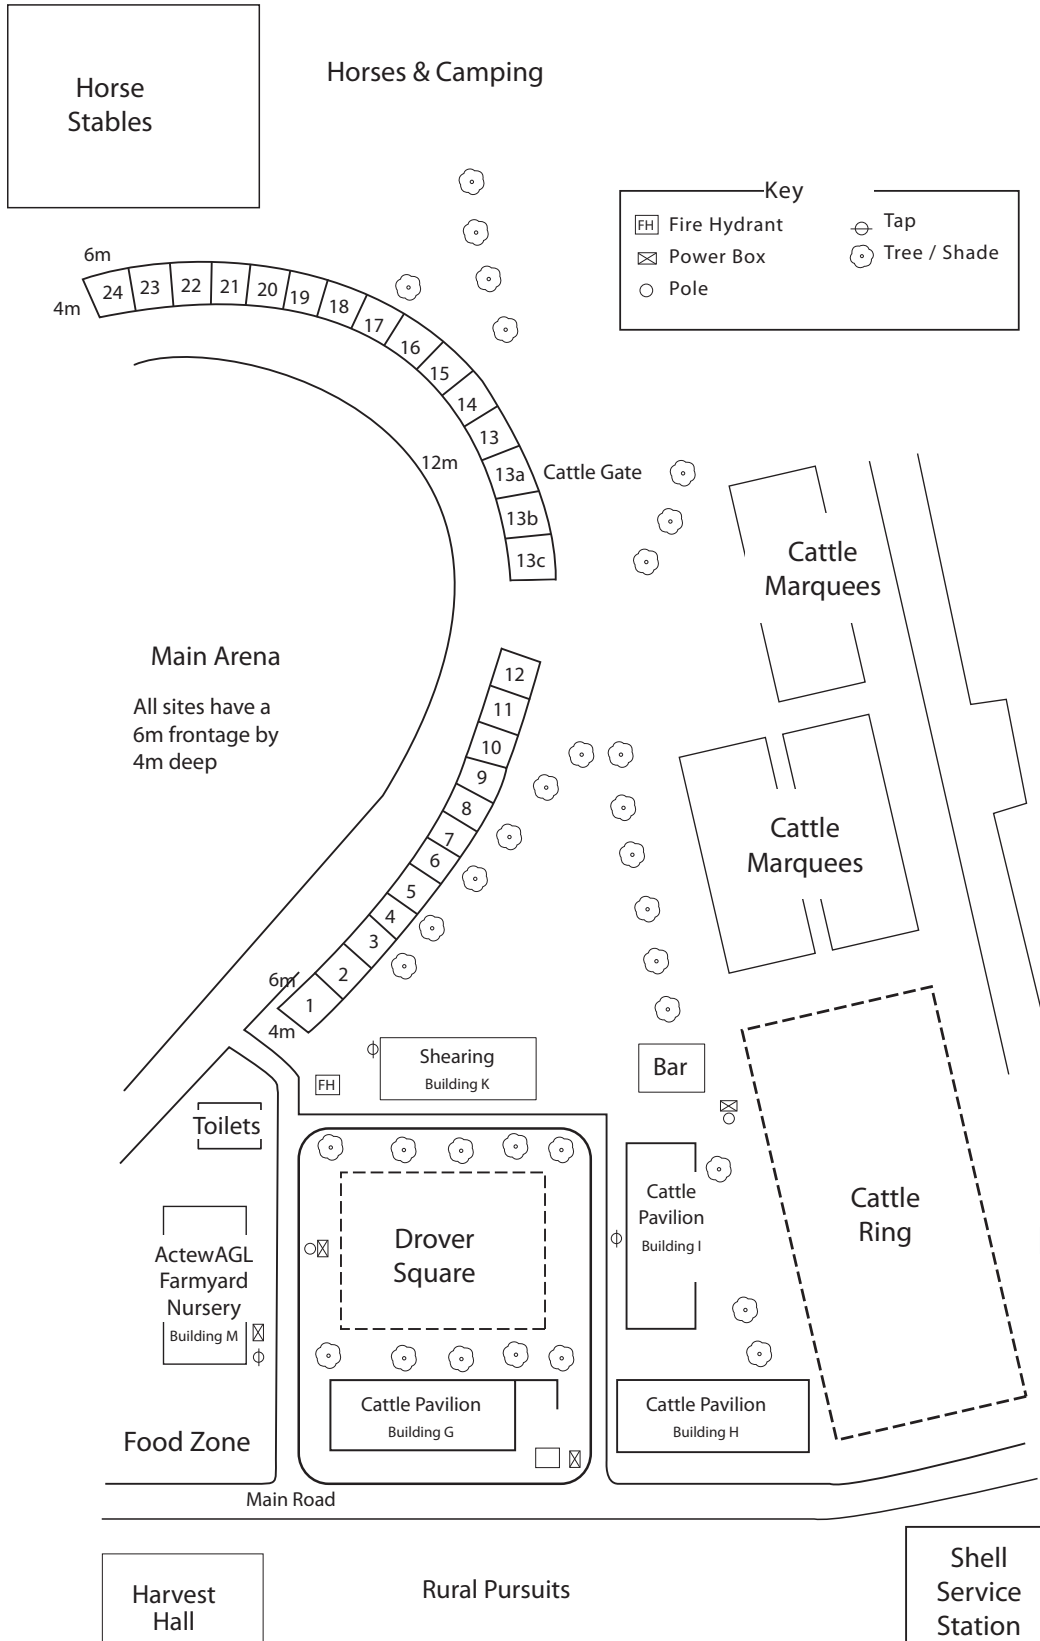 Horse
Stables
Horses & Camping
Key
FH Fire Hydrant
Power Box
Pole
Tap
Tree / Shade
6m
4m
24
23
22
21
20
19
18
17
16
15
14
13
13a
13b
13c
12m
Cattle Gate
Cattle
Marquees
Main Arena
All sites have a
6m frontage by
4m deep
12
11
10
9
8
7
6
5
4
3
2
1
6m
4m
Cattle
Marquees
Shearing
Building K
FH
Bar
Toilets
Cattle
Pavilion
Building I
Cattle
Ring
Drover
Square
ActewAGL
Farmyard
Nursery
Building M
Cattle Pavilion
Building G
Cattle Pavilion
Building H
Food Zone
Main Road
Harvest
Hall
Rural Pursuits
Shell
Service
Station